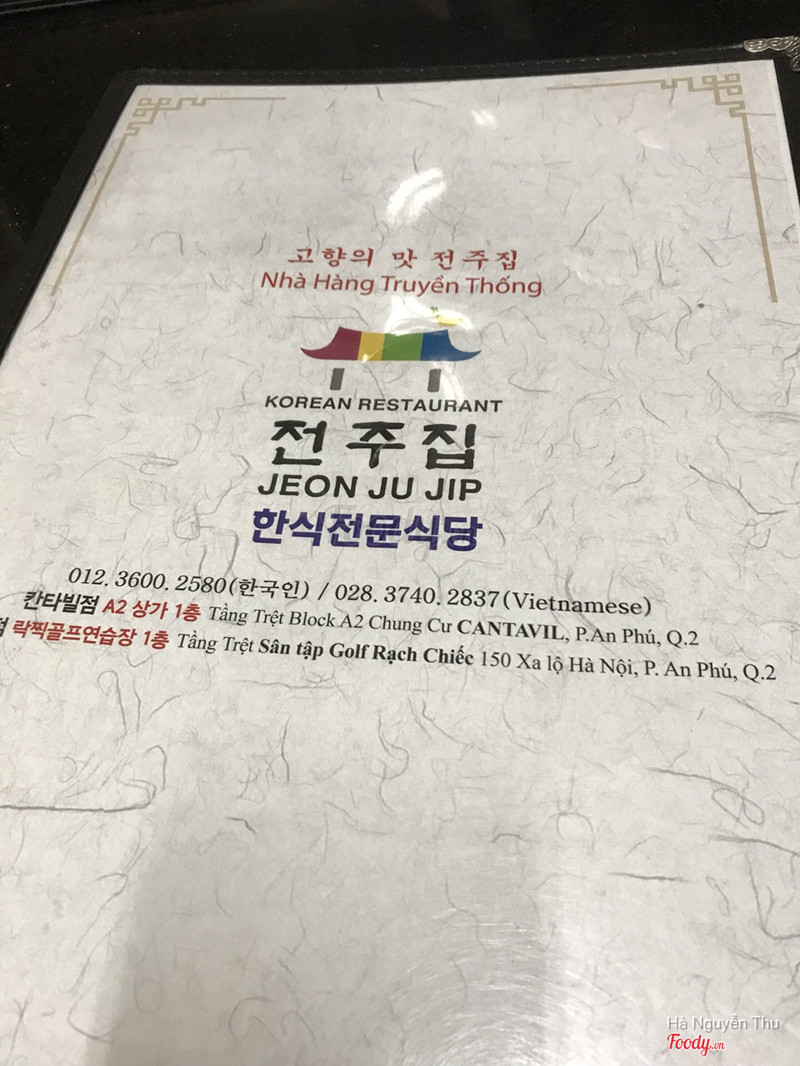 고향의 맛 전주집
Nhà Hàng Truyền Thống
KOREAN RESTAURANT
전주집
JEON JU JIP
한식전문식당
012.3600.2580(한국인) / 028.3740.2837(Vietnamese)
칸타빌점 A2 상가 1층 Tầng Trệt Block A2 Chung Cư CANTAVIL, P.An Phú, Q.2
락찍골프연습장 1층 Tầng Trệt Sân tập Golf Rạch Chiếc 150 Xa lộ Hà Nội, P. An Phú, Q.2
Hà Nguyễn Thu
Foody.vn